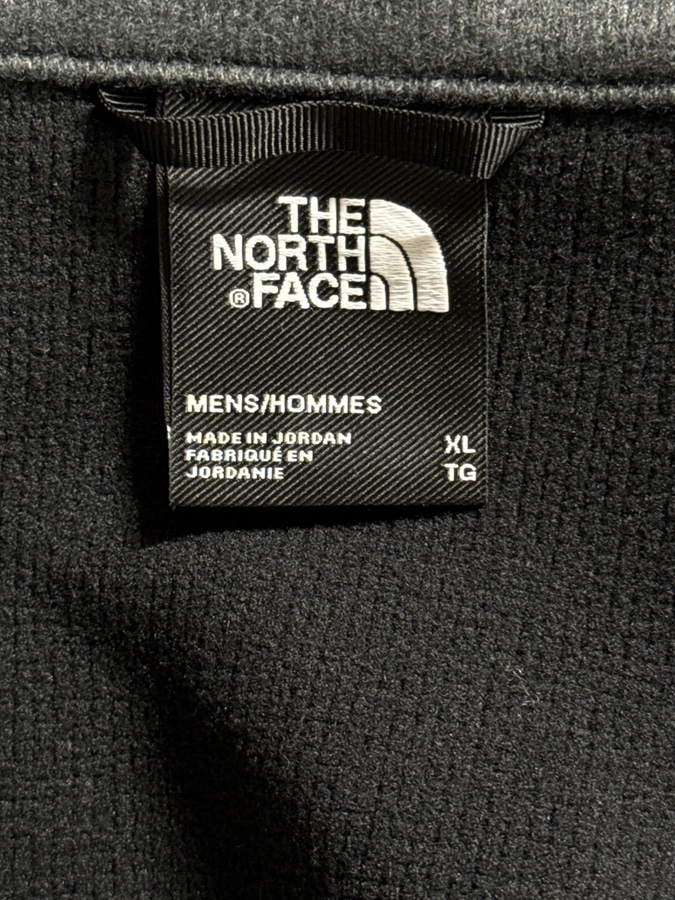 THE
NORTH
®FACE
MENS/HOMMES
MADE IN JORDAN
FABRIQUÉ EN
JORDANIE
XL
TG